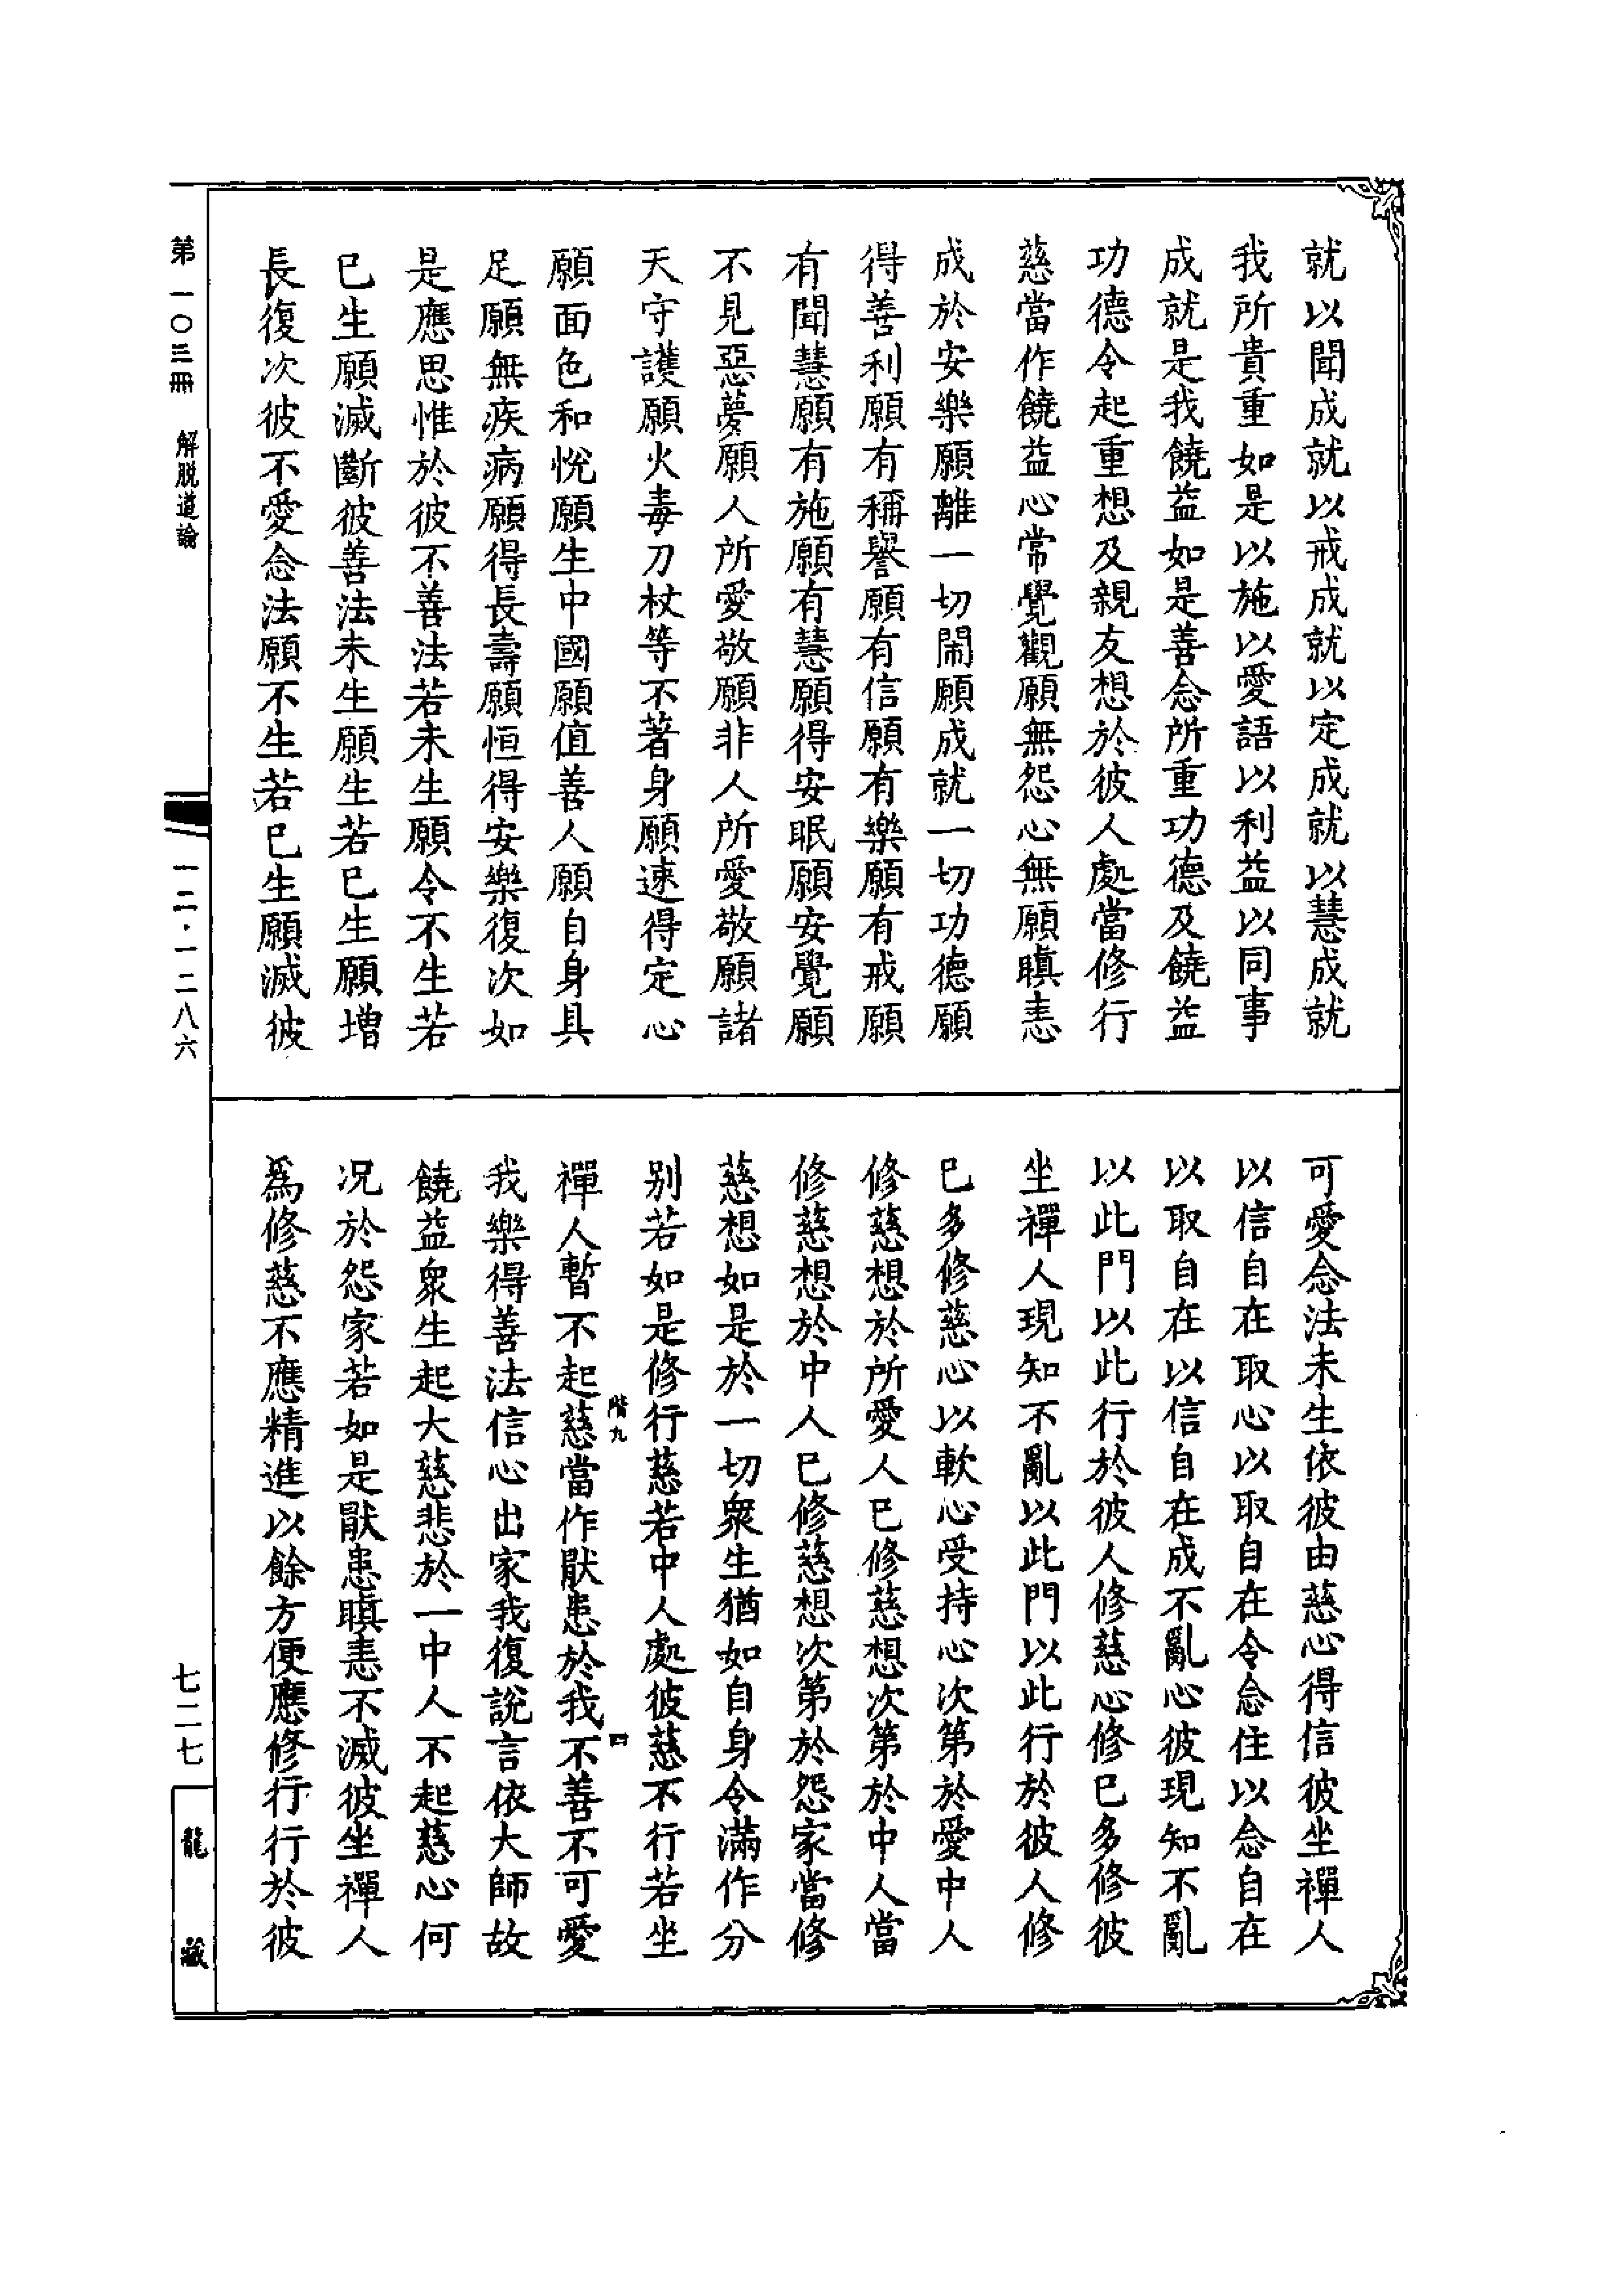 就以聞成就以戒成就以定成就以慧成就
我所貴重如是以施以愛語以利益以同事
成就是我饒益如是善念所重功德及饒益
功德令起重想及親友想於彼人處當修行
慈當作饒益心常覺觀願無怨心無願瞋恚
成於安樂願離一切鬧願成就一切功德願
得善利願有稱譽願有信願有樂願有戒願
有聞慧願有施願有慧願得安眠願安覺願
不見惡夢願人所愛敬願非人所愛敬願諸
天守護願火毒刀杖等不著身願速得定心
願面色和悅願生中國願值善人願自身具
足願無疾病願得長壽願恒得安樂復次如
是應思惟於彼不善法若未生願令不生若
已生願滅斷彼善法未生願生若已生願增
長復次彼不愛念法願不生若已生願滅彼
可愛念法未生依彼由慈心得信彼坐禪人
以信自在取心以取自在令念住以念自在
以取自在以信自在成不亂心彼現知不亂
以此門以此行於彼人修慈心修已多修彼
坐禪人現知不亂以此門以此行於彼人修
已多修慈心以軟心受持心次第於愛中人
修慈想於所愛人已修慈想次第於中人當
修慈想於中人已修慈想次第於怨家當修
慈想如是於一切衆生猶如自身令滿作分
別若如是修行慈若中人處彼慈不行若坐
階九 四
禪人暫不起慈當作厭患於我不善不可愛
我樂得善法信心出家我復說言依大師故
饒益衆生起大慈悲於一中人不起慈心何
况於怨家若如是厭患瞋恚不滅彼坐禪人
爲修慈不應精進以餘方便應修行行於彼
第一〇三冊 解脱道論 一二·一二八六 七二七 龍藏